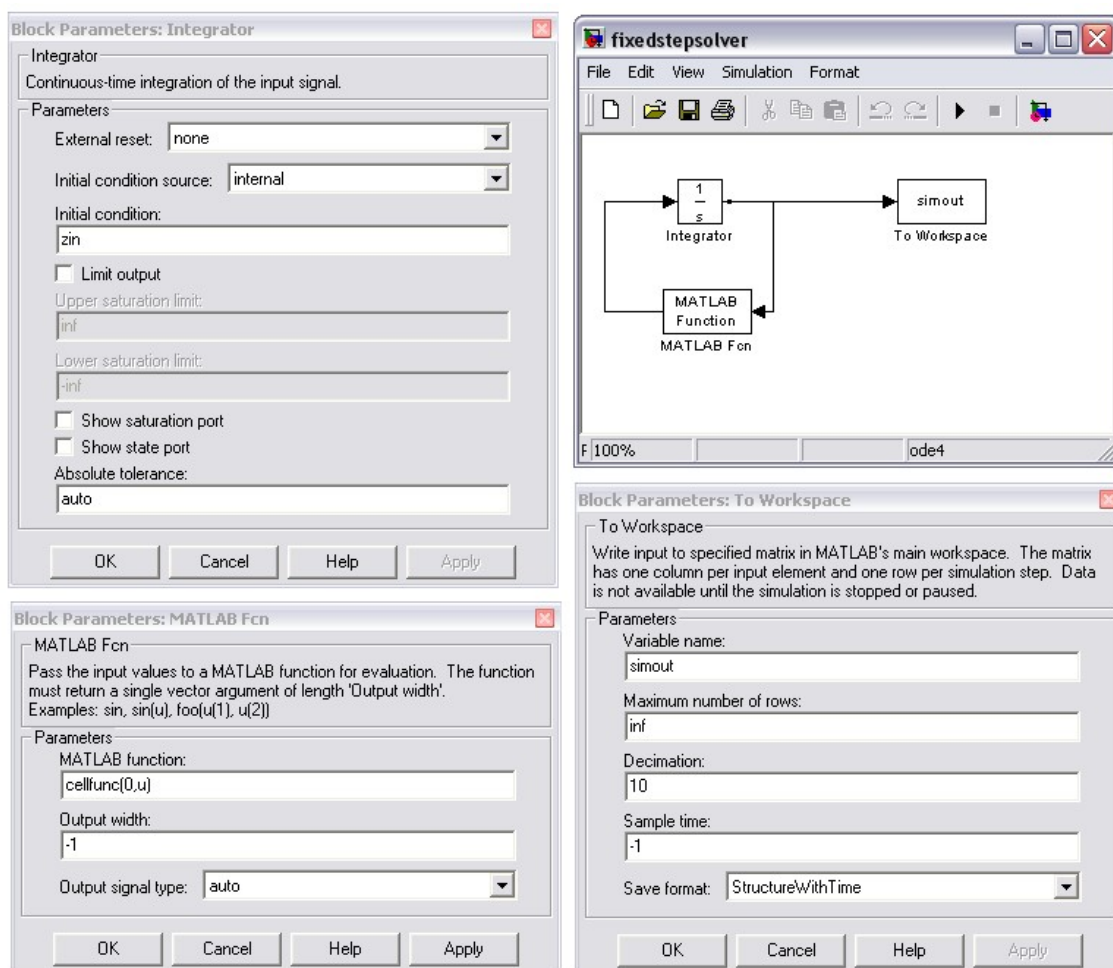 Block Parameters: Integrator
Integrator
Continuous-time integration of the input signal.
Parameters
External reset: none
Initial condition source: internal
Initial condition:
zin
Limit output
Upper saturation limit:
inf
Lower saturation limit:
-inf
Show saturation port
Show state port
Absolute tolerance:
auto
OK Cancel Help Apply
fixedstepsolver
File Edit View Simulation Format
1
s
Integrator
simout
To Workspace
MATLAB
Function
MATLAB Fcn
F 100% ode4
Block Parameters: MATLAB Fcn
MATLAB Fcn
Pass the input values to a MATLAB function for evaluation. The function
must return a single vector argument of length 'Output width'.
Examples: sin, sin(u), foo(u(1), u(2))
Parameters
MATLAB function:
cellfunc(0,u)
Output width:
-1
Output signal type: auto
OK Cancel Help Apply
Block Parameters: To Workspace
To Workspace
Write input to specified matrix in MATLAB's main workspace. The matrix
has one column per input element and one row per simulation step. Data
is not available until the simulation is stopped or paused.
Parameters
Variable name:
simout
Maximum number of rows:
inf
Decimation:
10
Sample time:
-1
Save format: StructureWithTime
OK Cancel Help Apply